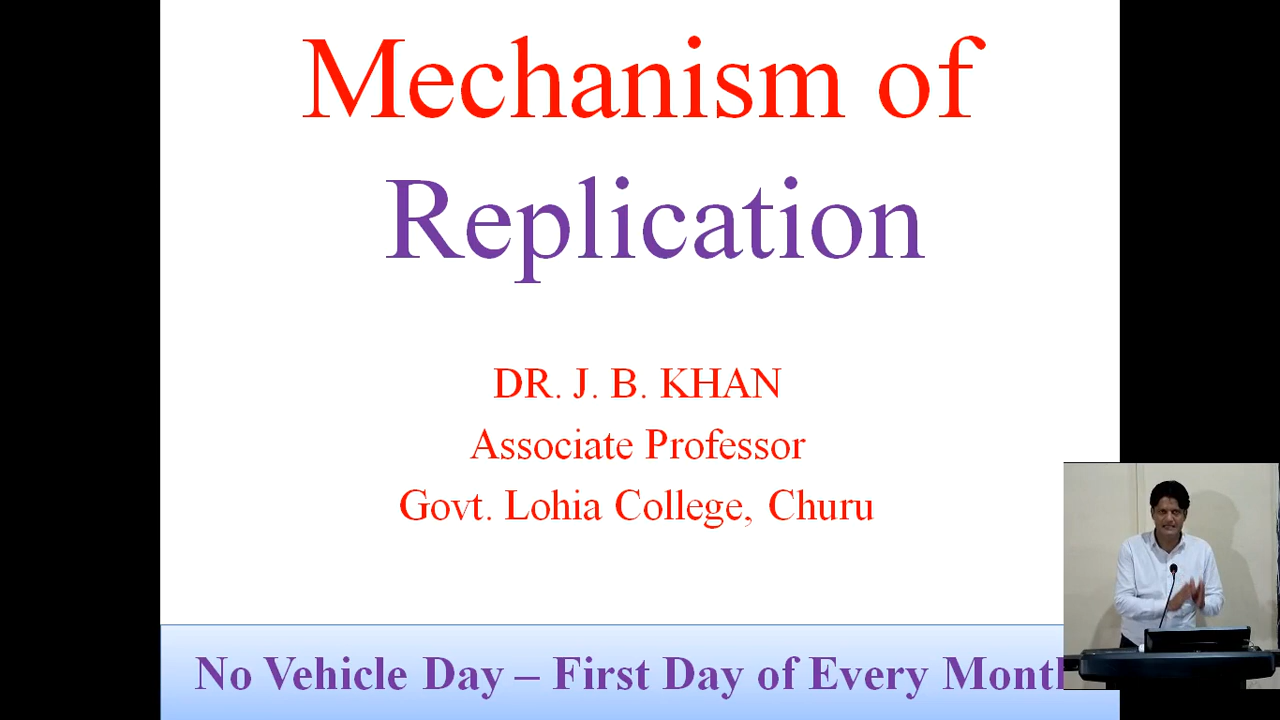 Mechanism of
Replication
DR. J. B. KHAN
Associate Professor
Govt. Lohia College, Churu
No Vehicle Day – First Day of Every Month